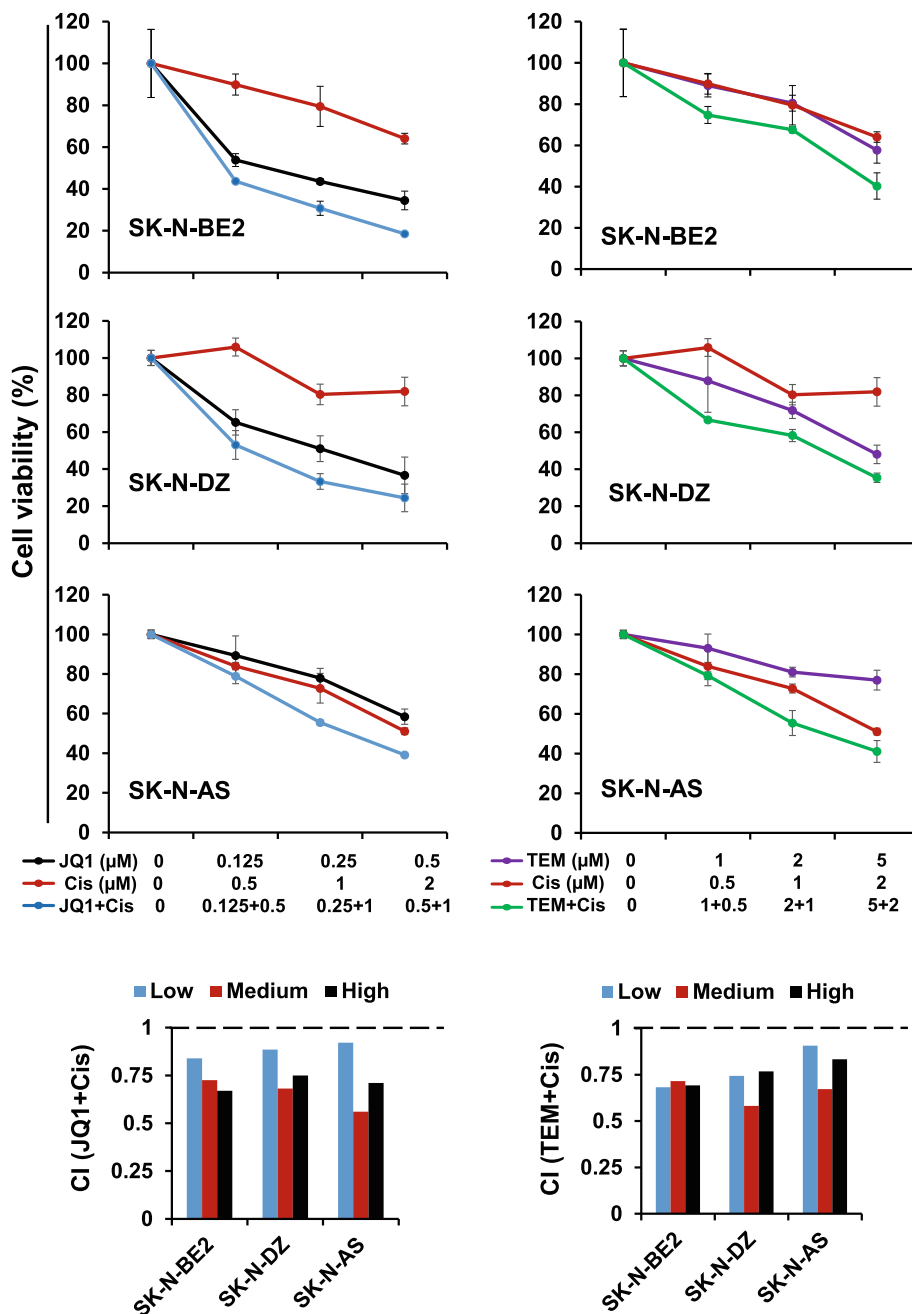 Cell viability (%)
120
100
80
60
40
20
0
SK-N-BE2
120
100
80
60
40
20
0
SK-N-BE2
120
100
80
60
40
20
0
SK-N-DZ
120
100
80
60
40
20
0
SK-N-DZ
120
100
80
60
40
20
0
SK-N-AS
120
100
80
60
40
20
0
SK-N-AS
JQ1 (µM) 0 0.125 0.25 0.5
Cis (µM) 0 0.5 1 2
JQ1+Cis 0 0.125+0.5 0.25+1 0.5+1
TEM (µM) 0 1 2 5
Cis (µM) 0 0.5 1 2
TEM+Cis 0 1+0.5 2+1 5+2
Low Medium High
CI (JQ1+Cis)
1
0.75
0.5
0.25
0
SK-N-BE2
SK-N-DZ
SK-N-AS
Low Medium High
CI (TEM+Cis)
1
0.75
0.5
0.25
0
SK-N-BE2
SK-N-DZ
SK-N-AS